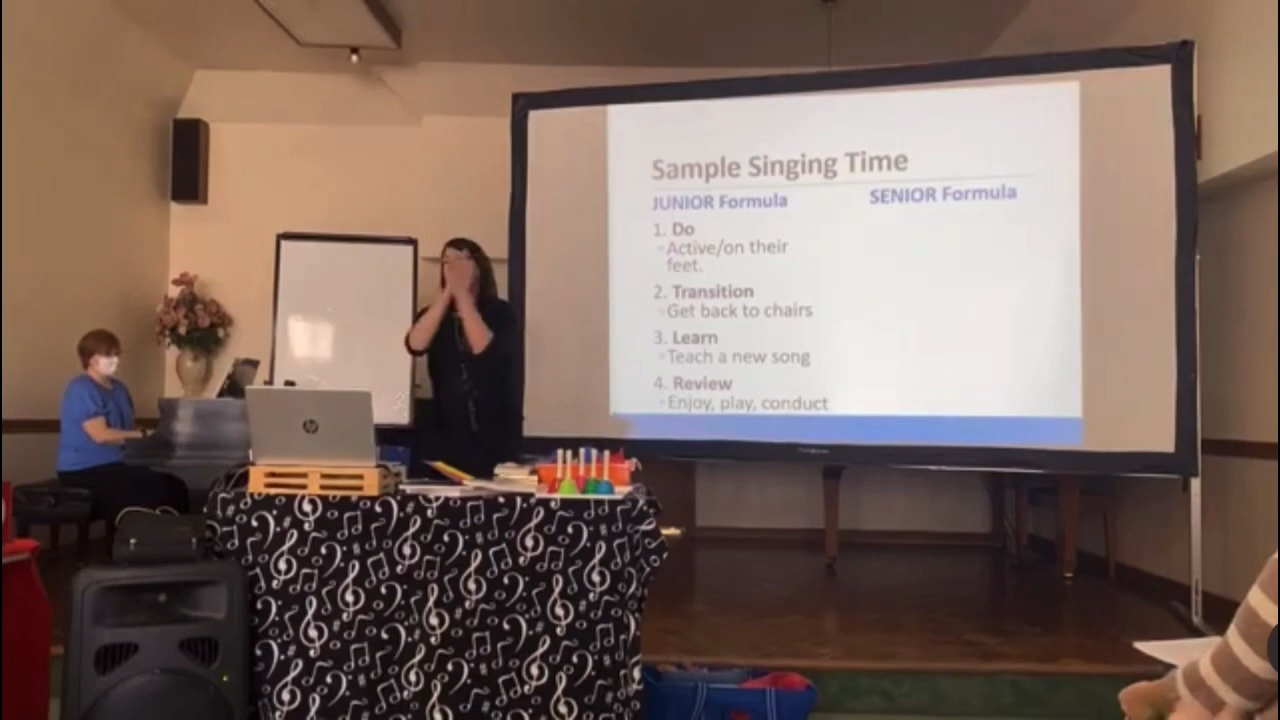 Sample Singing Time
JUNIOR Formula
SENIOR Formula
1. Do
Active/on their
feet.
2. Transition
Get back to chairs
3. Learn
Teach a new song
4. Review
Enjoy, play, conduct
hp